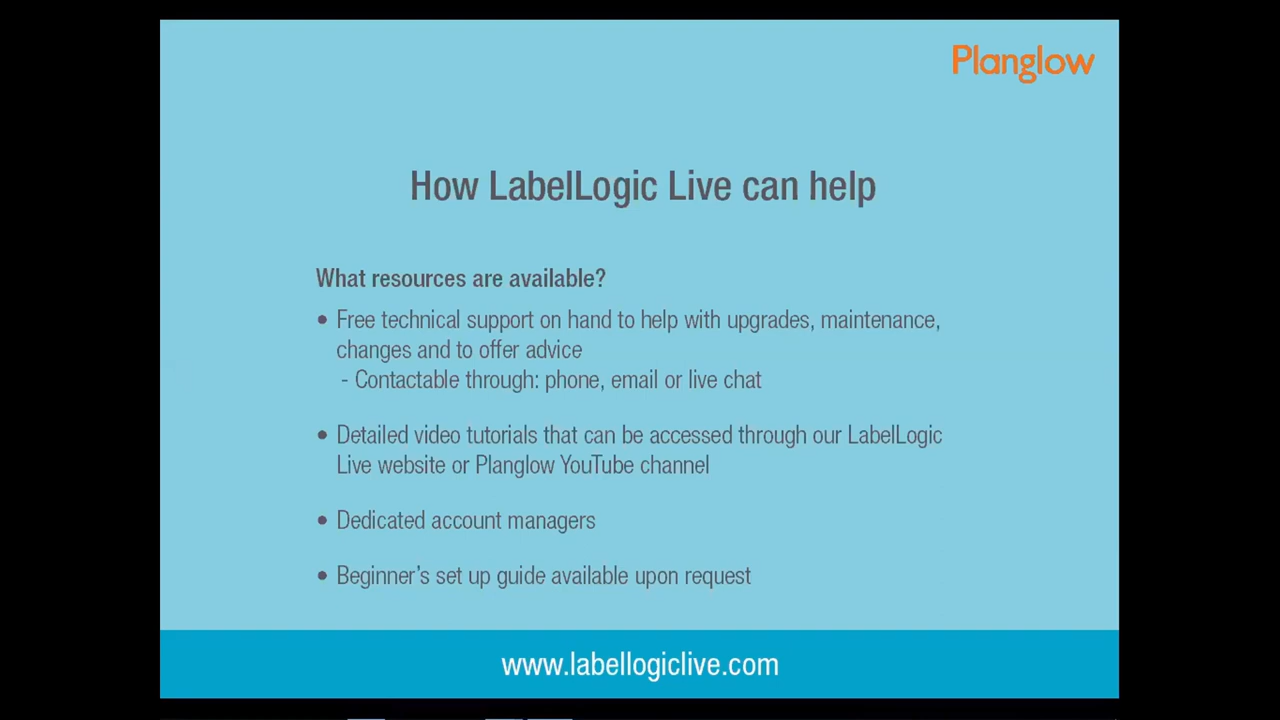 Planglow
How LabelLogic Live can help
What resources are available?
• Free technical support on hand to help with upgrades, maintenance,
changes and to offer advice
- Contactable through: phone, email or live chat
• Detailed video tutorials that can be accessed through our LabelLogic
Live website or Planglow YouTube channel
• Dedicated account managers
• Beginner's set up guide available upon request
www.labellogiclive.com